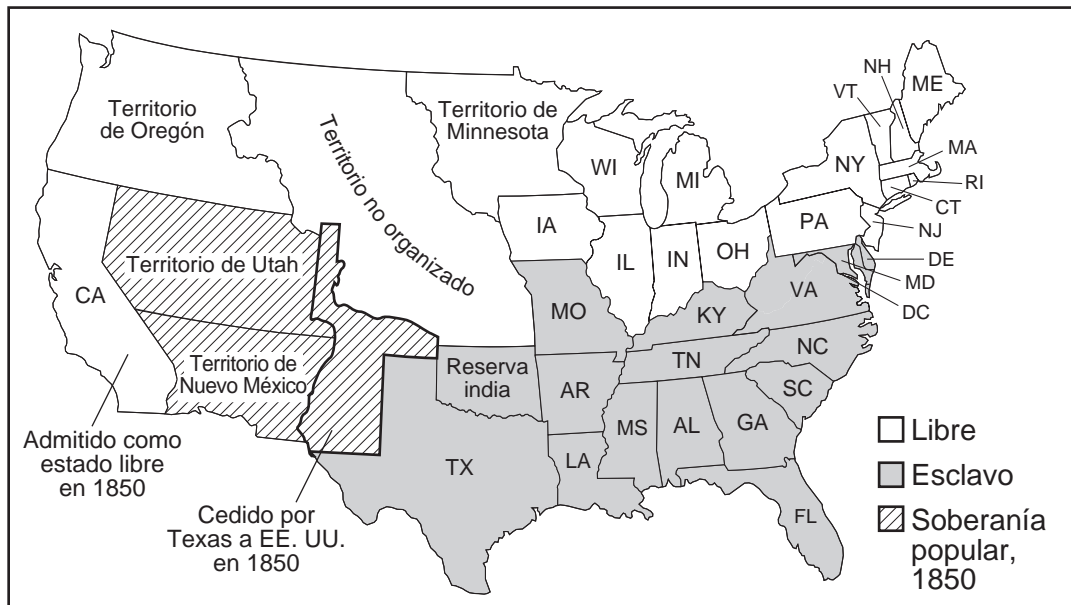 Territorio
de Oregón
Territorio no organizado
Territorio de
Minnesota
NH
VT
ME
WI
MI
NY
MA
RI
CT
NJ
PA
IA
IL
IN
OH
DE
MD
DC
CA
Territorio de Utah
MO
KY
VA
Territorio de
Nuevo México
Reserva
india
AR
TN
NC
SC
MS
AL
GA
TX
LA
FL
Admitido como
estado libre
en 1850
Cedido por
Texas a EE. UU.
en 1850
Libre
Esclavo
Soberanía
popular,
1850